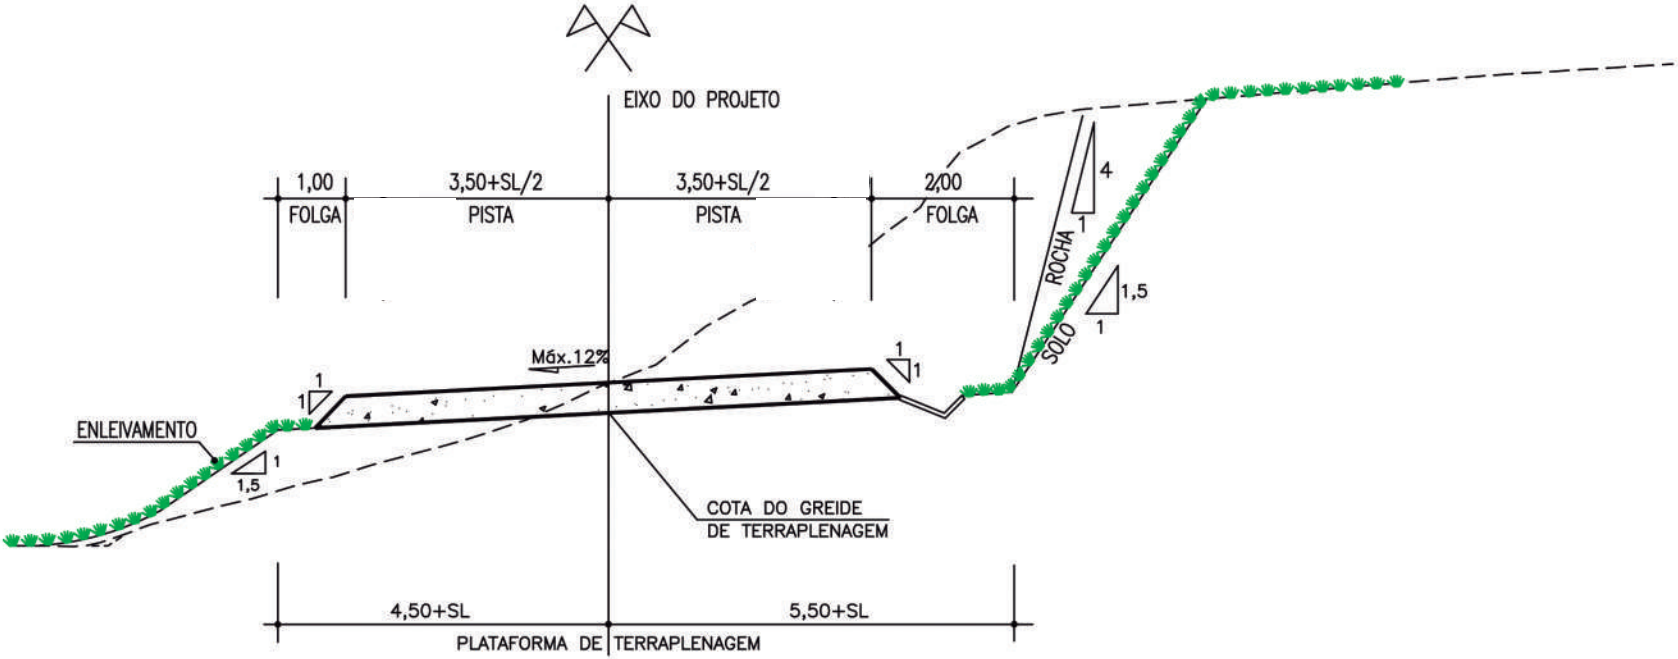 EIXO DO PROJETO
1,00
3,50+SL/2
3,50+SL/2
2,00
FOLGA
PISTA
PISTA
FOLGA
4
1
ROCHA
1,5
1
SOLO
Máx.12%
1
1
1
1
ENLEIVAMENTO
1
1,5
COTA DO GREIDE
DE TERRAPLENAGEM
4,50+SL
5,50+SL
PLATAFORMA DE TERRAPLENAGEM